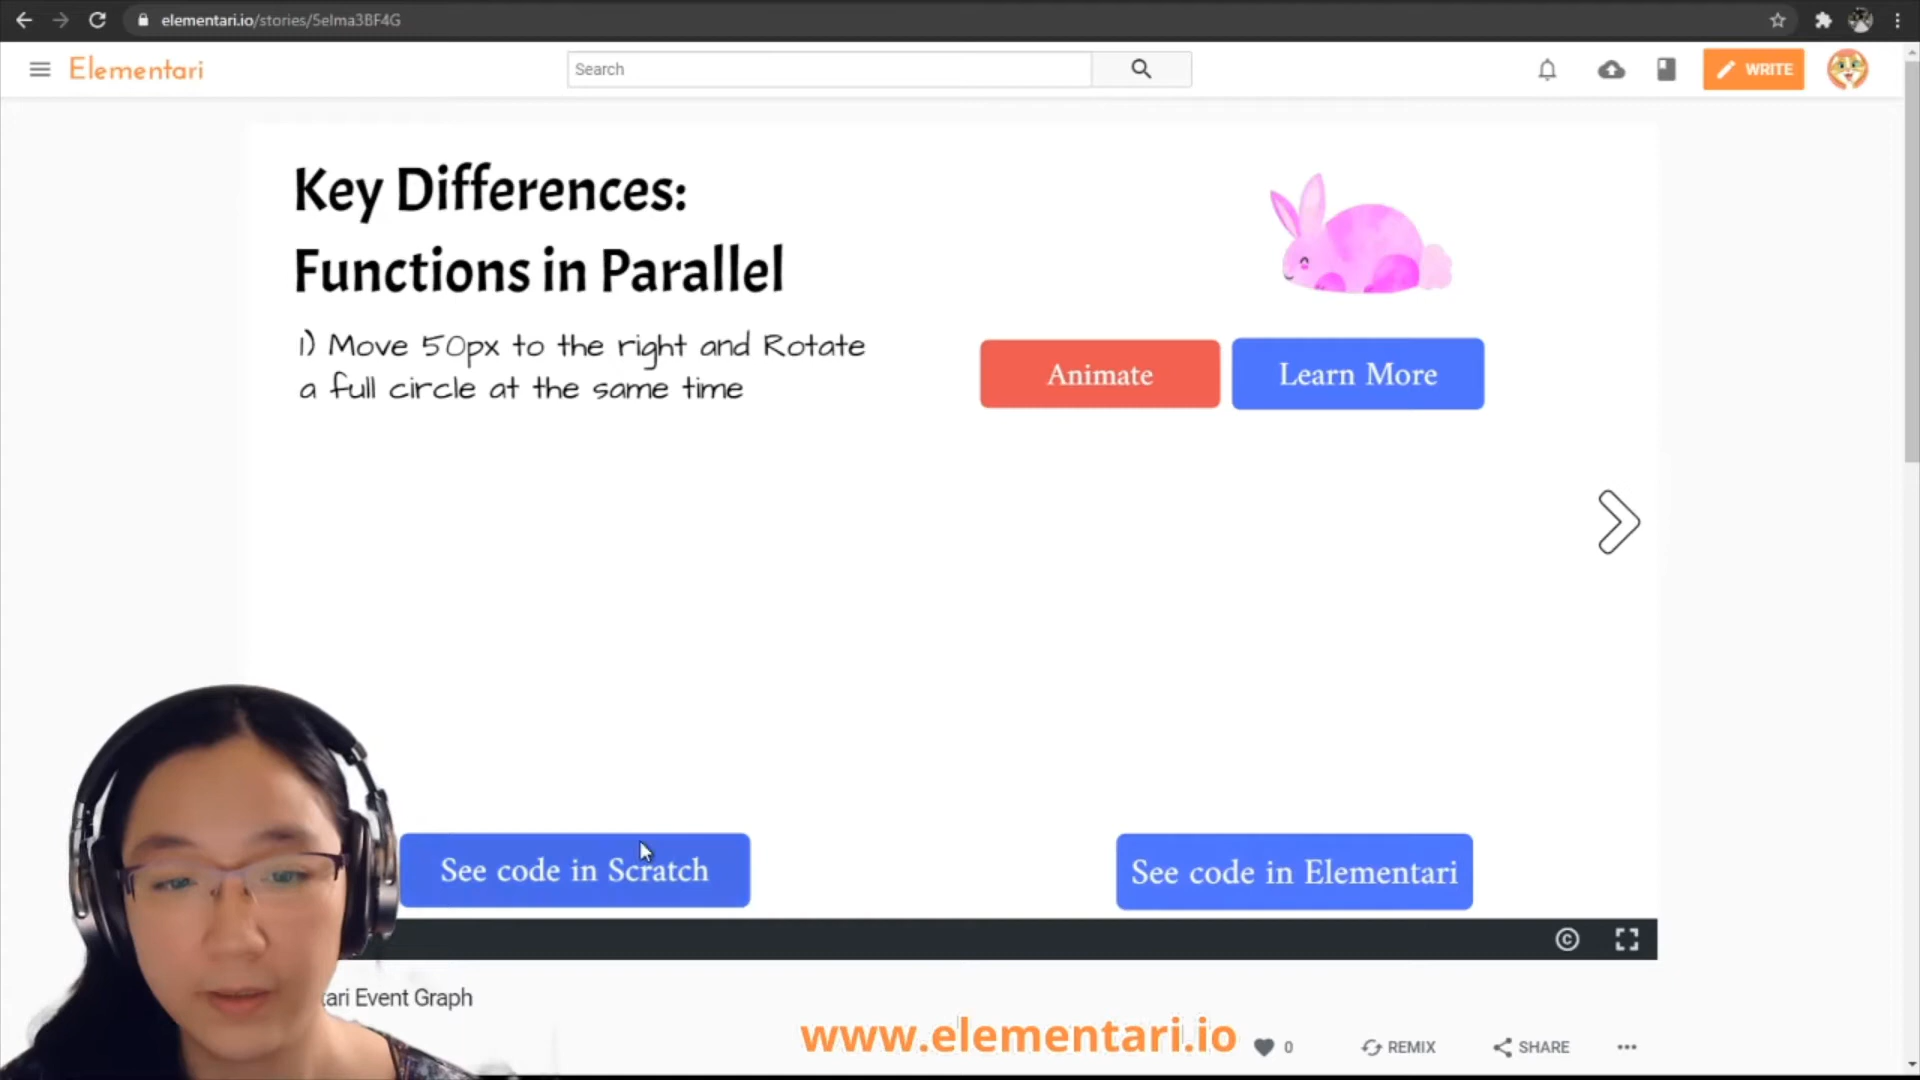 elementari.io/stories/5elma3BF4G
Elementari
Search
WRITE
Key Differences:
Functions in Parallel
1) Move 50px to the right and Rotate
a full circle at the same time
Animate
Learn More
See code in Scratch
See code in Elementari
©
tari Event Graph
www.elementari.io
0
REMIX
SHARE